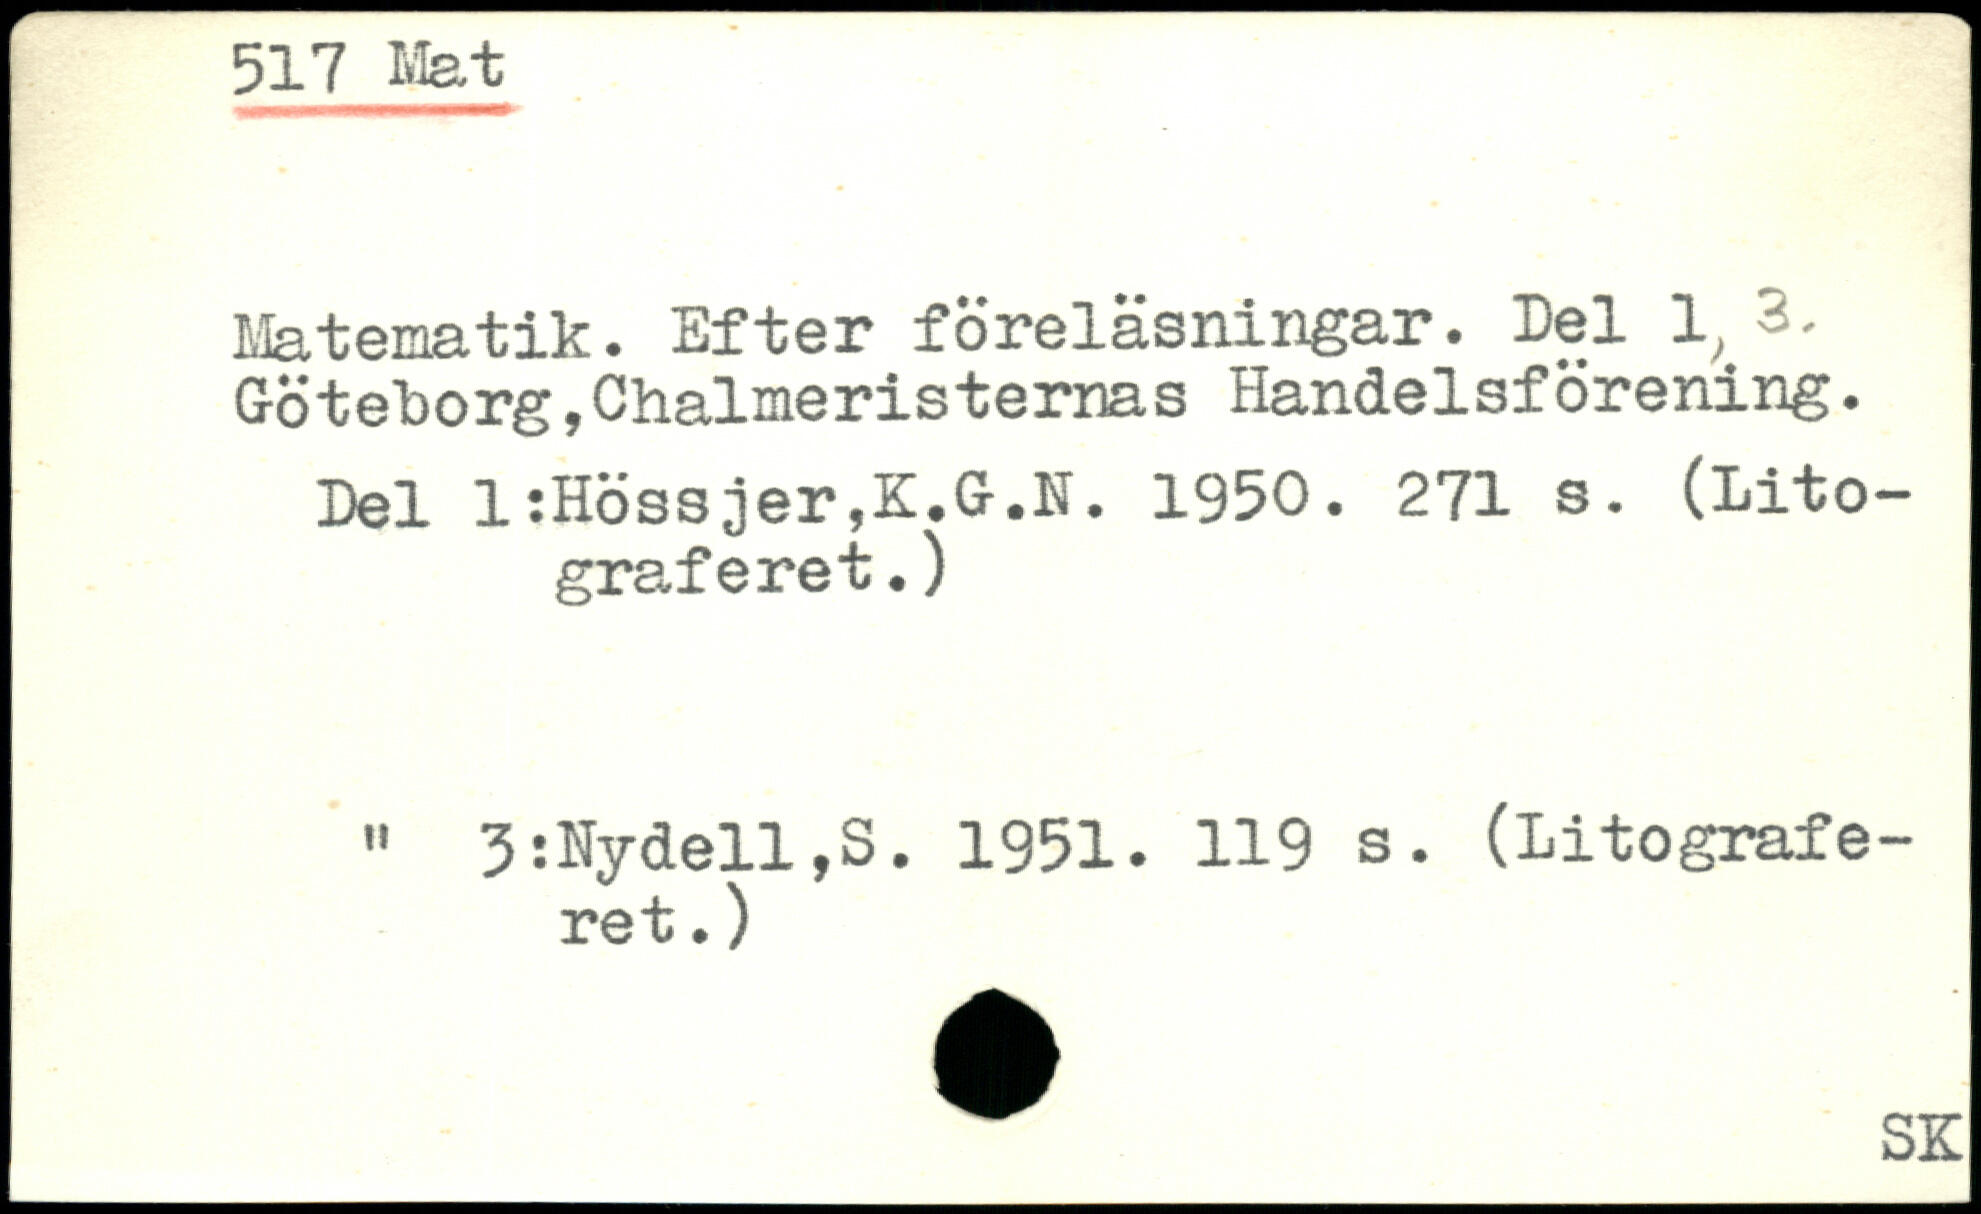 517 Mat
Matematik. Efter föreläsningar. Del 1, 3.
Göteborg,Chalmeristernas Handelsförening.
Del 1:Hössjer,K.G.N. 1950. 271 s. (Lito-
graferet.)
" 3:Nydell,S. 1951. 119 s. (Litografe-
ret.)
SK